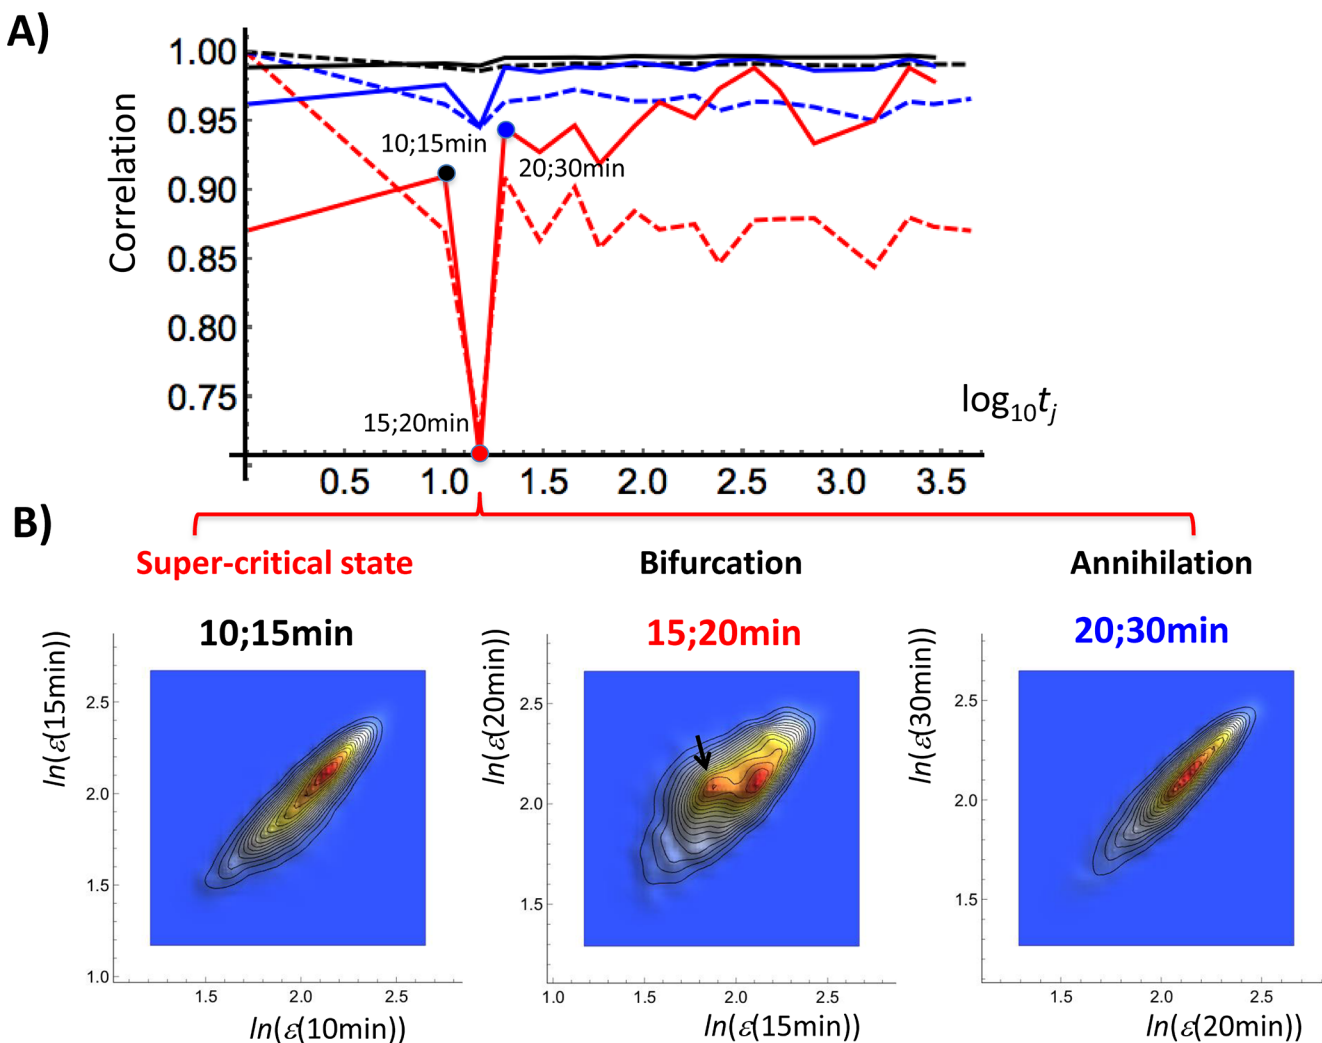 A)
Correlation
1.00
0.95
0.90
0.85
0.80
0.75
10;15min
20;30min
15;20min
log10tj
0.5 1.0 1.5 2.0 2.5 3.0 3.5
B)
Super-critical state
Bifurcation
Annihilation
10;15min
15;20min
20;30min
ln(ε(15min))
2.5
2.0
1.5
1.0
1.5 2.0 2.5
ln(ε(10min))
ln(ε(20min))
2.5
2.0
1.5
1.0 1.5 2.0 2.5
ln(ε(15min))
ln(ε(30min))
2.5
2.0
1.5
1.5 2.0 2.5
ln(ε(20min))